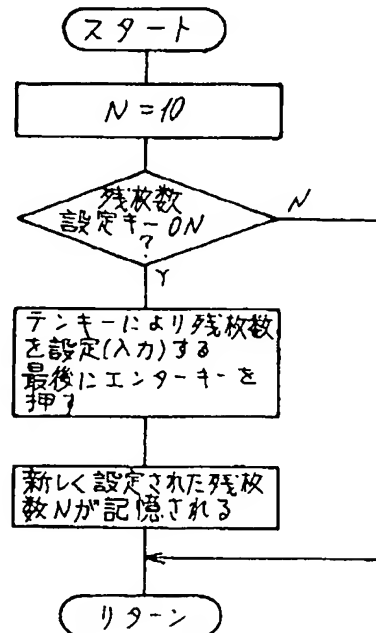 スタート
N=10
残枚数
設定キーON
?
N
Y
テンキーにより残枚数
を設定(入力)する
最後にエンターキーを
押す
新しく設定された残枚
数Nが記憶される
リターン